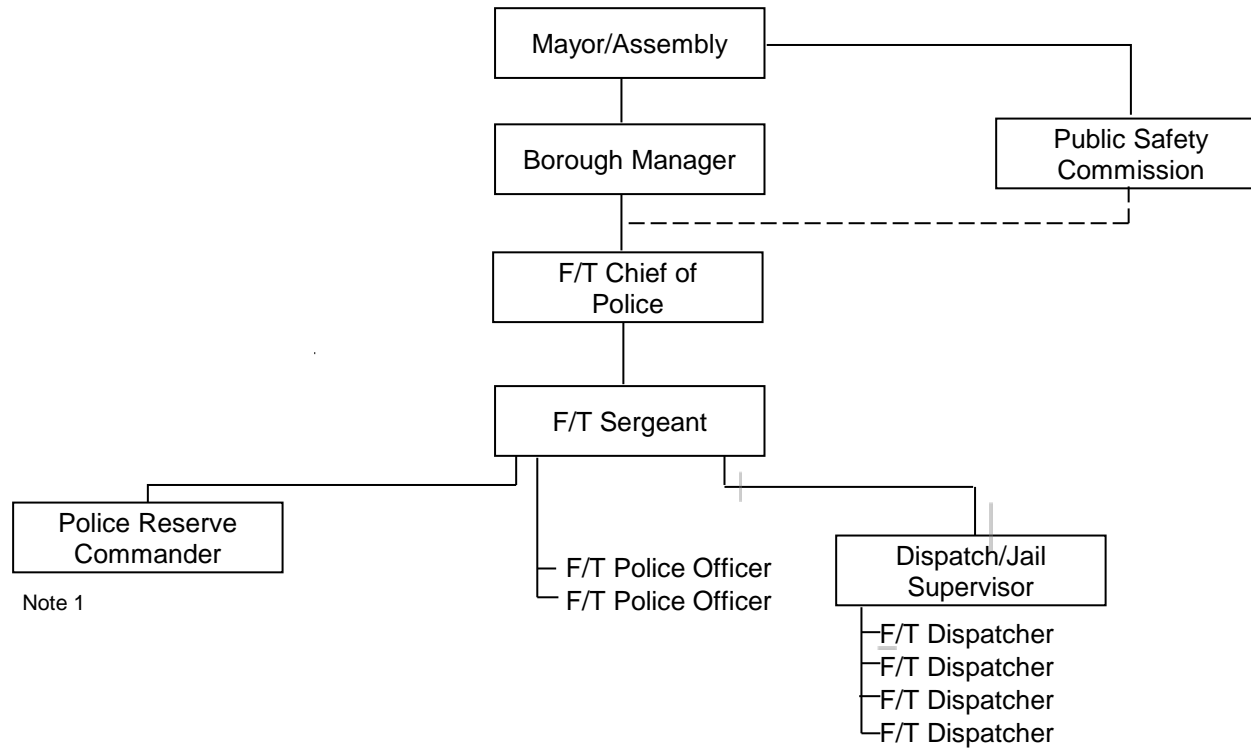 Mayor/Assembly
Borough Manager
Public Safety
Commission
F/T Chief of
Police
F/T Sergeant
Police Reserve
Commander
Note 1
F/T Police Officer
F/T Police Officer
Dispatch/Jail
Supervisor
F/T Dispatcher
F/T Dispatcher
F/T Dispatcher
F/T Dispatcher